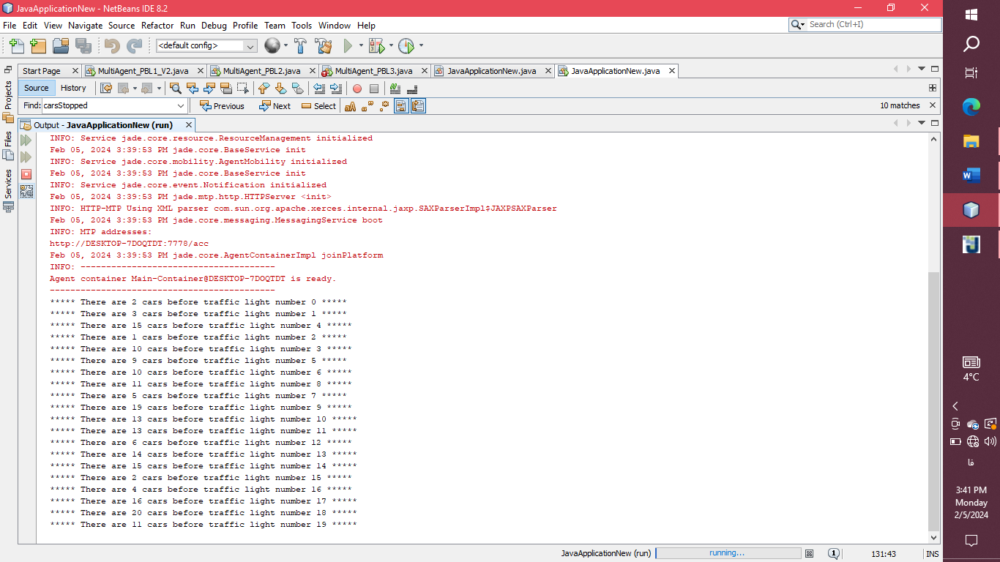 JavaApplicationNew - NetBeans IDE 8.2
File Edit View Navigate Source Refactor Run Debug Profile Team Tools Window Help
Search (Ctrl+I)
<default config>
Start Page MultiAgent_PBL1_V2.java MultiAgent_PBL2.java MultiAgent_PBL3.java JavaApplicationNew.java JavaApplicationNew.java
Source History
Find: carsStopped Previous Next Select 10 matches
Projects
Files
Services
Output - JavaApplicationNew (run)
INFO: Service jade.core.resource.ResourceManagement initialized
Feb 05, 2024 3:39:53 PM jade.core.BaseService init
INFO: Service jade.core.mobility.AgentMobility initialized
Feb 05, 2024 3:39:53 PM jade.core.BaseService init
INFO: Service jade.core.event.Notification initialized
Feb 05, 2024 3:39:53 PM jade.mtp.http.HTTPServer <init>
INFO: HTTP-MTP Using XML parser com.sun.org.apache.xerces.internal.jaxp.SAXParserImpl$JAXPSAXParser
Feb 05, 2024 3:39:53 PM jade.core.messaging.MessagingService boot
INFO: MTP addresses:
http://DESKTOP-7DOQTDT:7778/acc
Feb 05, 2024 3:39:53 PM jade.core.AgentContainerImpl joinPlatform
INFO: --------------------------------------
Agent container Main-Container@DESKTOP-7DOQTDT is ready.
--------------------------------------------
***** There are 2 cars before traffic light number 0 *****
***** There are 3 cars before traffic light number 1 *****
***** There are 15 cars before traffic light number 4 *****
***** There are 1 cars before traffic light number 2 *****
***** There are 10 cars before traffic light number 3 *****
***** There are 9 cars before traffic light number 5 *****
***** There are 10 cars before traffic light number 6 *****
***** There are 11 cars before traffic light number 8 *****
***** There are 5 cars before traffic light number 7 *****
***** There are 19 cars before traffic light number 9 *****
***** There are 13 cars before traffic light number 10 *****
***** There are 13 cars before traffic light number 11 *****
***** There are 6 cars before traffic light number 12 *****
***** There are 14 cars before traffic light number 13 *****
***** There are 15 cars before traffic light number 14 *****
***** There are 2 cars before traffic light number 15 *****
***** There are 4 cars before traffic light number 16 *****
***** There are 16 cars before traffic light number 17 *****
***** There are 20 cars before traffic light number 18 *****
***** There are 11 cars before traffic light number 19 *****
JavaApplicationNew (run) running... 1 131:43 INS
4°C
فا
3:41 PM
Monday
2/5/2024